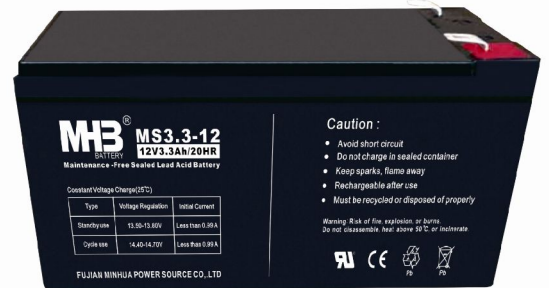 MHB®
BATTERY
MS3.3-12
12V3.3Ah/20HR
Maintenance -Free Sealed Lead Acid Battery
Constant Voltage Charge(25℃)
Type Voltage Regulation Initial Current
Standby use 13.50-13.80V Less than 0.99 A
Cycle use 14.40-14.70V Less than 0.99 A
FUJIAN MINHUA POWER SOURCE CO,.LTD
Caution :
• Avoid short circuit
• Do not charge in sealed container
• Keep sparks, flame away
• Rechargeable after use
• Must be recycled or disposed of properly
Warning: Risk of fire, explosion, or burns.
Do not disassemble, heat above 50℃, or incinerate.
CE
Pb Pb